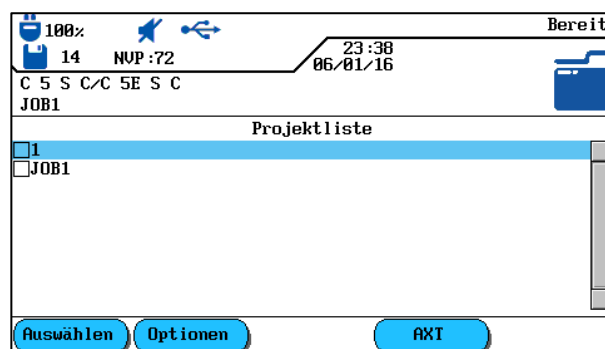 100% Bereit
14 NVP:72 23:38
06/01/16
C 5 S C/C 5E S C
JOB1
Projektliste
1
JOB1
Auswählen Optionen AXT